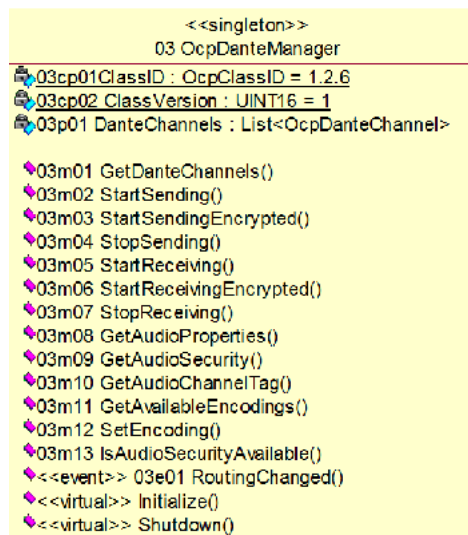 <<singleton>>
03 OcpDanteManager
03cp01ClassID : OcpClassID = 1.2.6
03cp02 ClassVersion : UINT16 = 1
03p01 DanteChannels : List<OcpDanteChannel>
03m01 GetDanteChannels()
03m02 StartSending()
03m03 StartSendingEncrypted()
03m04 StopSending()
03m05 StartReceiving()
03m06 StartReceivingEncrypted()
03m07 StopReceiving()
03m08 GetAudioProperties()
03m09 GetAudioSecurity()
03m10 GetAudioChannelTag()
03m11 GetAvailableEncodings()
03m12 SetEncoding()
03m13 IsAudioSecurityAvailable()
<<event>> 03e01 RoutingChanged()
<<virtual>> Initialize()
<<virtual>> Shutdown()